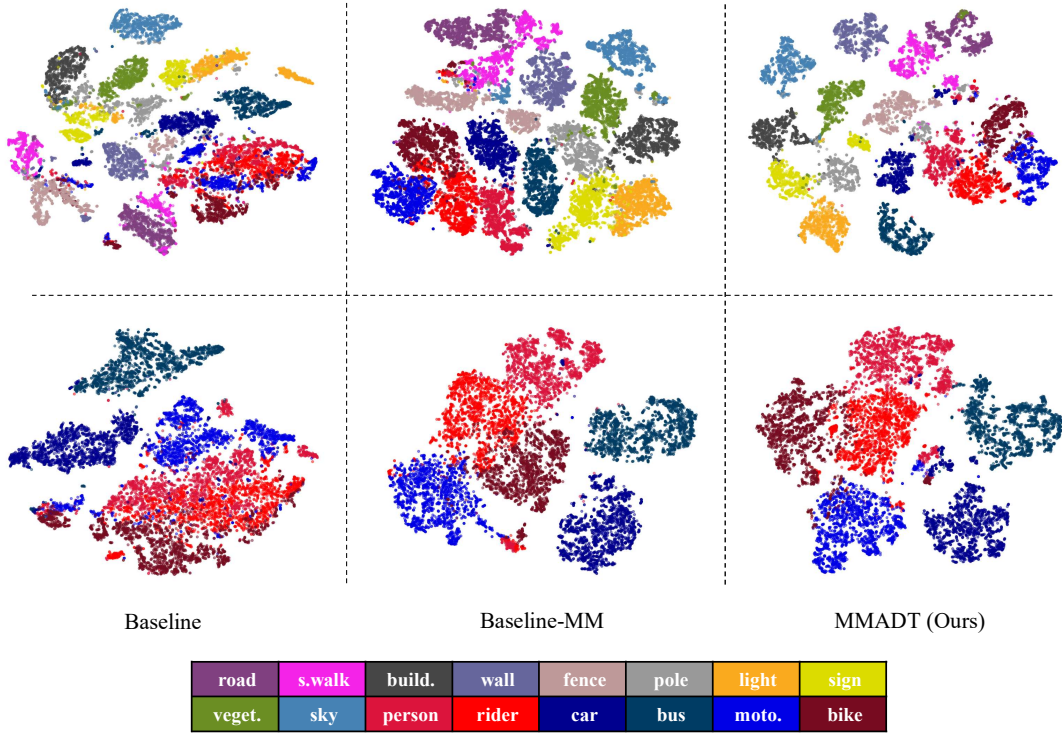 Baseline Baseline-MM MMADT (Ours)
road s.walk build. wall fence pole light sign
veget. sky person rider car bus moto. bike